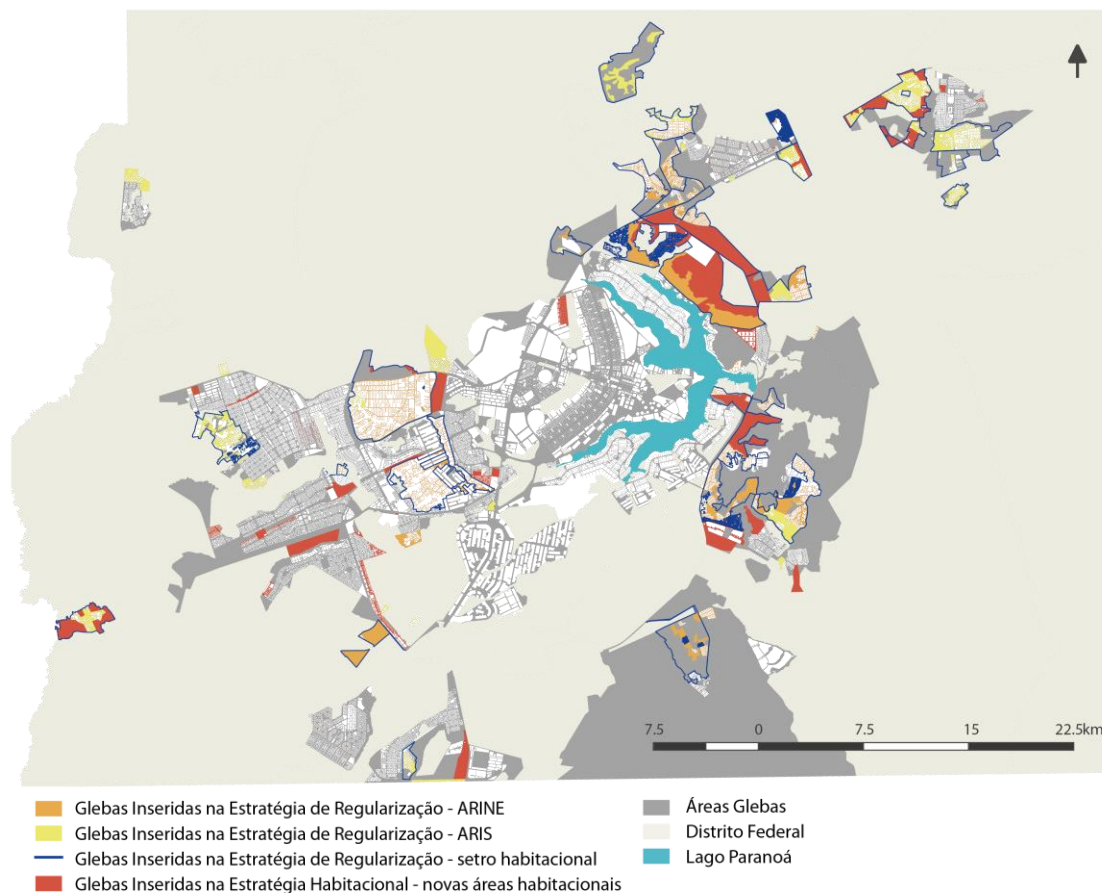 7.5 0 7.5 15 22.5km
Glebas Inseridas na Estratégia de Regularização - ARINE
Glebas Inseridas na Estratégia de Regularização - ARIS
Glebas Inseridas na Estratégia de Regularização - setro habitacional
Glebas Inseridas na Estratégia Habitacional - novas áreas habitacionais
Áreas Glebas
Distrito Federal
Lago Paranoá